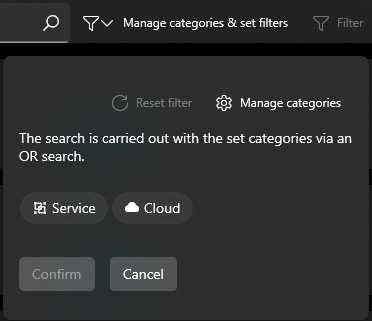 Manage categories & set filters
Filter
Reset filter
Manage categories
The search is carried out with the set categories via an
OR search.
Service
Cloud
Confirm
Cancel